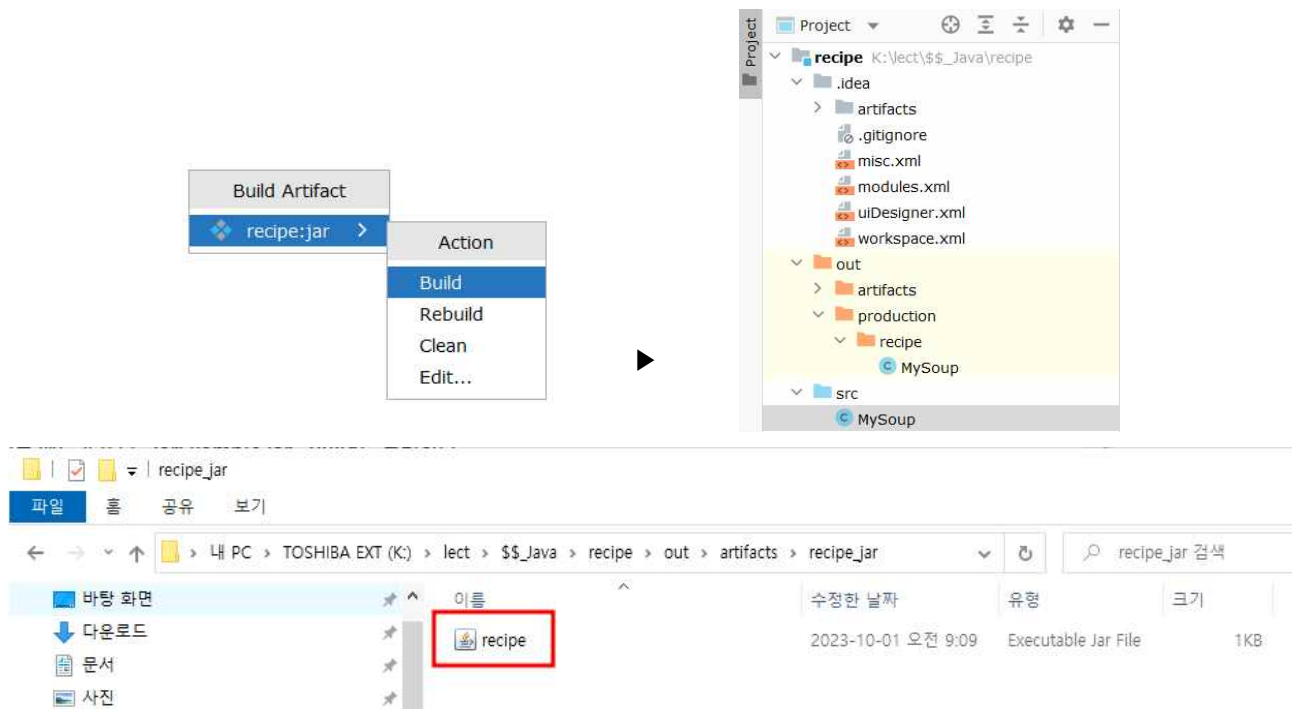 Build Artifact
recipe:jar
Action
Build
Rebuild
Clean
Edit...
Project
Project
recipe K:\lect\$$_Java\recipe
.idea
artifacts
.gitignore
misc.xml
modules.xml
uiDesigner.xml
workspace.xml
out
artifacts
production
recipe
MySoup
src
MySoup
recipe_jar
파일 홈 공유 보기
내 PC > TOSHIBA EXT (K:) > lect > $$_Java > recipe > out > artifacts > recipe_jar
recipe_jar 검색
바탕 화면
다운로드
문서
사진
이름 수정한 날짜 유형 크기
recipe 2023-10-01 오전 9:09 Executable Jar File 1KB